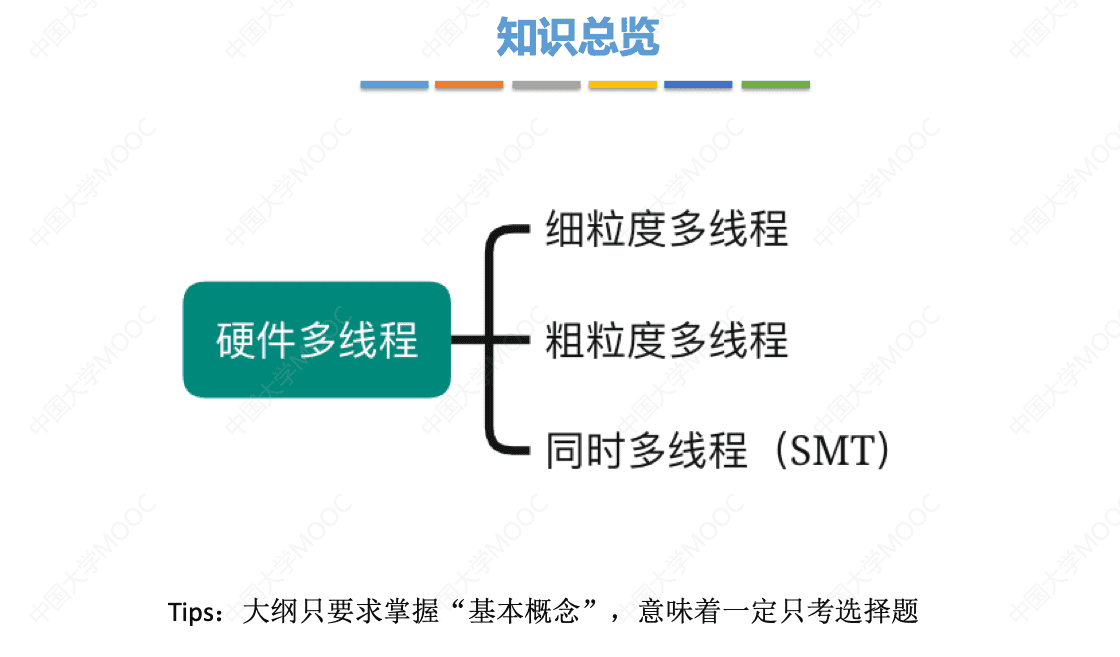 知识总览
细粒度多线程
硬件多线程
粗粒度多线程
同时多线程（SMT）
Tips：大纲只要求掌握“基本概念”，意味着一定只考选择题
中国大学MOOC